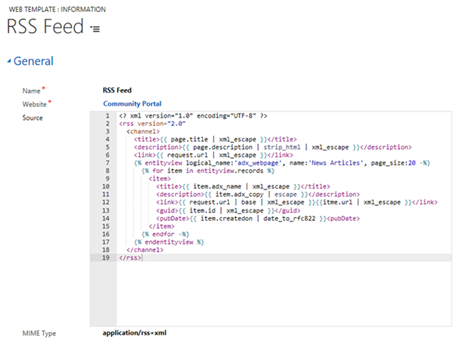 WEB TEMPLATE : INFORMATION
RSS Feed
General
Name * RSS Feed
Website * Community Portal
Source
1 <? xml version="1.0" encoding="UTF-8" ?>
2 <rss version="2.0"
3 <channel>
4 <title>{{ page.title | xml_escape }}</title>
5 <description>{{ page.description | strip_html | xml_escape }}</description>
6 <link>{{ request.url | xml_escape }}</link>
7 {% entityview logical_name:'adx_webpage', name:'News Articles', page_size:20 -%}
8 {% for item in entityview.records %}
9 <item>
10 <title>{{ item.adx_name | xml_escape }}</title>
11 <description>{{ item.adx_copy | escape }}</description>
12 <link>{{ request.url | base | xml_escape }}{{itme.url | xml_escape }}</link>
13 <guid>{{ item.id | xml_escape }}</guid>
14 <pubDate>{{ item.createdon | date_to_rfc822 }}<pubDate>
15 </item>
16 {% endfor -%}
17 {% endentityview %}
18 </channel>
19 </rss>
MIME Type application/rss+xml